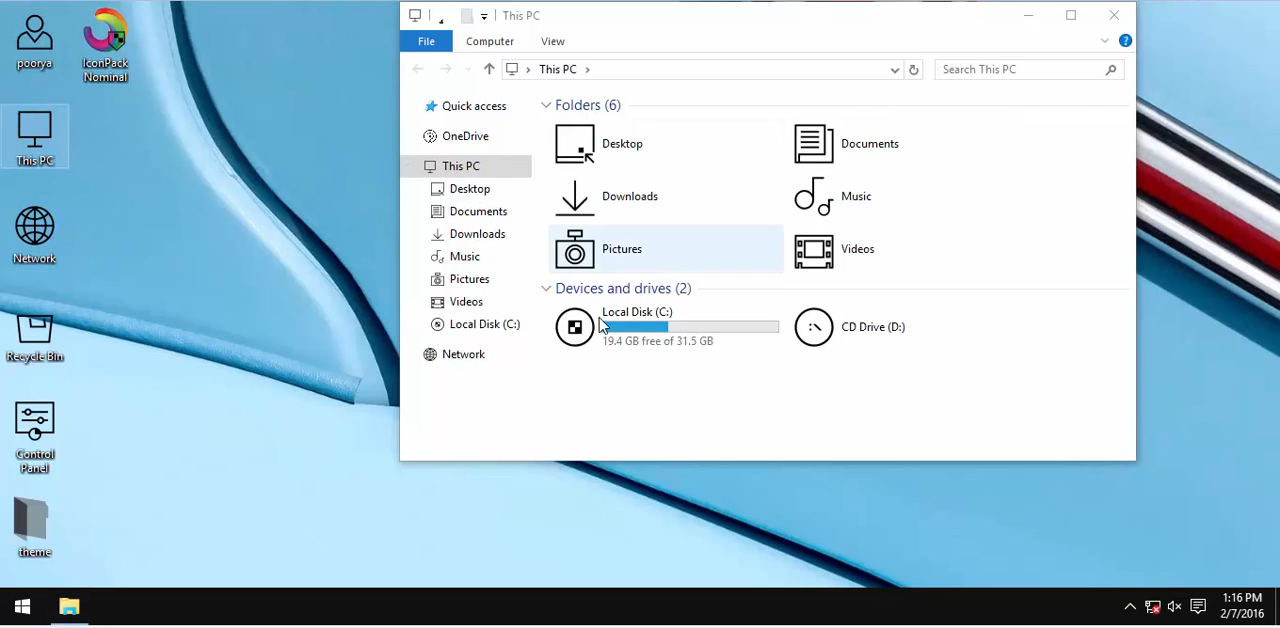 poorya
IconPack
Nominal
This PC
Network
Recycle Bin
Control
Panel
theme
This PC
File
Computer
View
This PC
Search This PC
Quick access
OneDrive
This PC
Desktop
Documents
Downloads
Music
Pictures
Videos
Local Disk (C:)
Network
Folders (6)
Desktop
Documents
Downloads
Music
Pictures
Videos
Devices and drives (2)
Local Disk (C:)
19.4 GB free of 31.5 GB
CD Drive (D:)
1:16 PM
2/7/2016